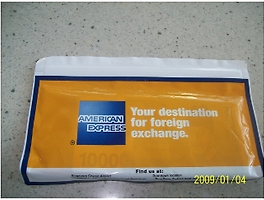 AMERICAN
EXPRESS
®
Your destination
for foreign
exchange.
Find us at:
2009/01/04